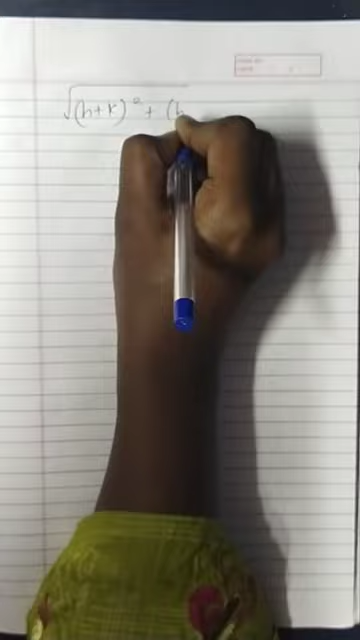 √(h+k)² + (h